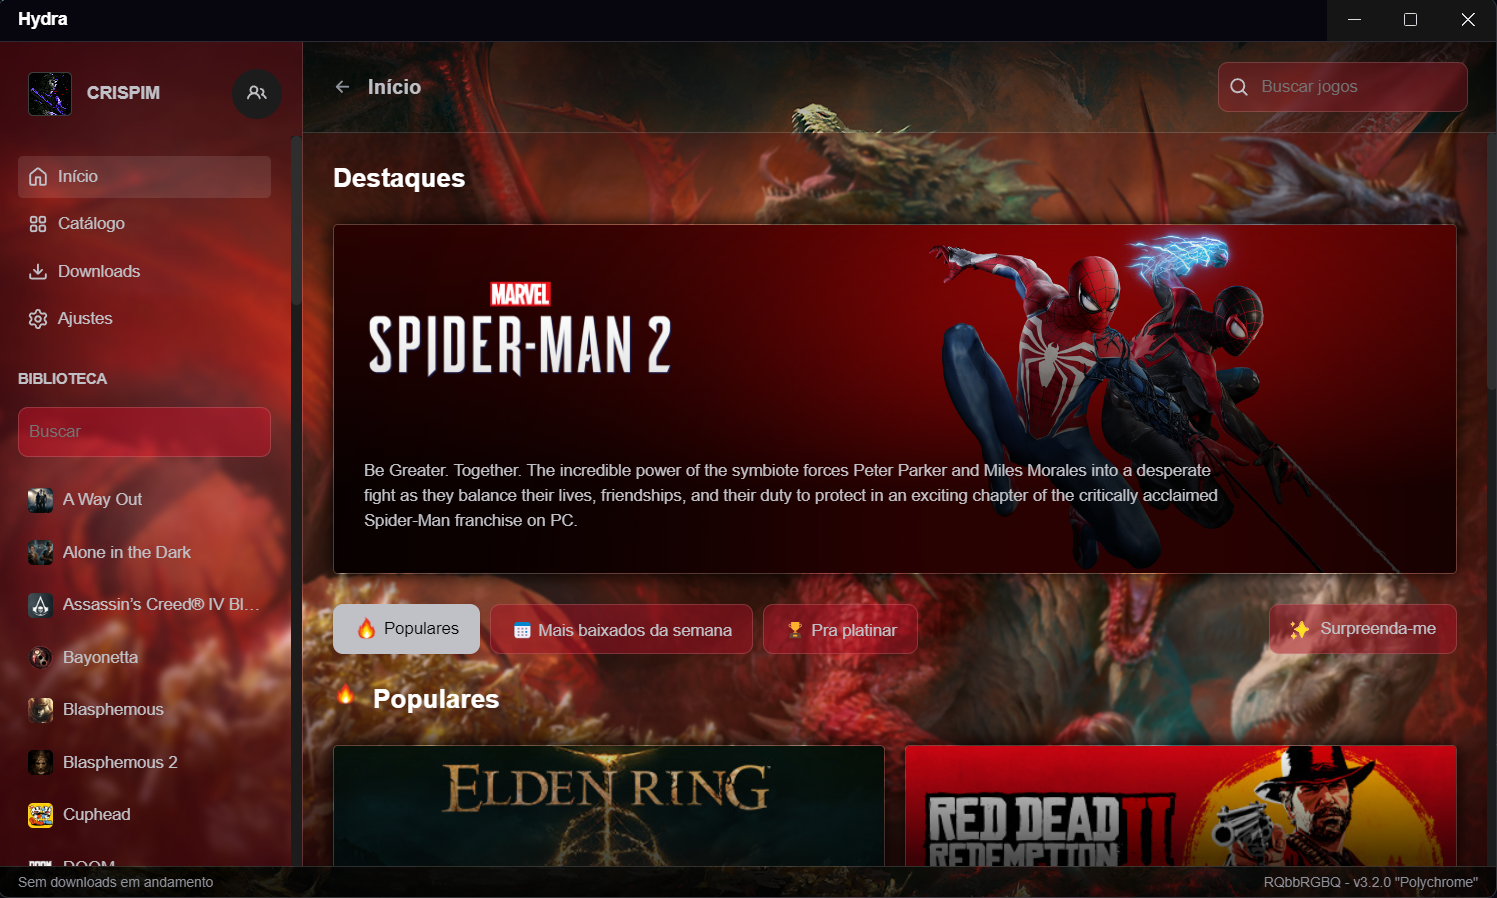 Hydra
CRISPIM
Início
Catálogo
Downloads
Ajustes
BIBLIOTECA
Buscar
A Way Out
Alone in the Dark
Assassin's Creed® IV Bl...
Bayonetta
Blasphemous
Blasphemous 2
Cuphead
DOOM
Início
Buscar jogos
Destaques
MARVEL
SPIDER-MAN 2
Be Greater. Together. The incredible power of the symbiote forces Peter Parker and Miles Morales into a desperate
fight as they balance their lives, friendships, and their duty to protect in an exciting chapter of the critically acclaimed
Spider-Man franchise on PC.
Populares
Mais baixados da semana
Pra platinar
Surpreenda-me
Populares
ELDEN RING
RED DEAD
REDEMPTION II
Sem downloads em andamento
RQbbRGBQ - v3.2.0 "Polychrome"